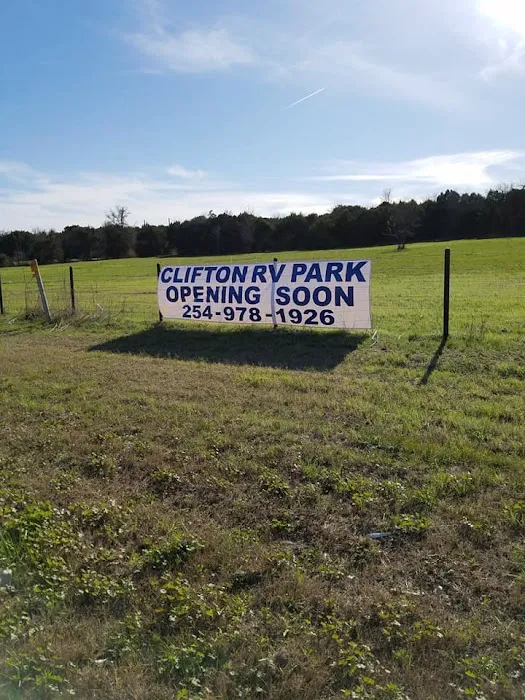 CLIFTON RV PARK
OPENING SOON
254-978-1926